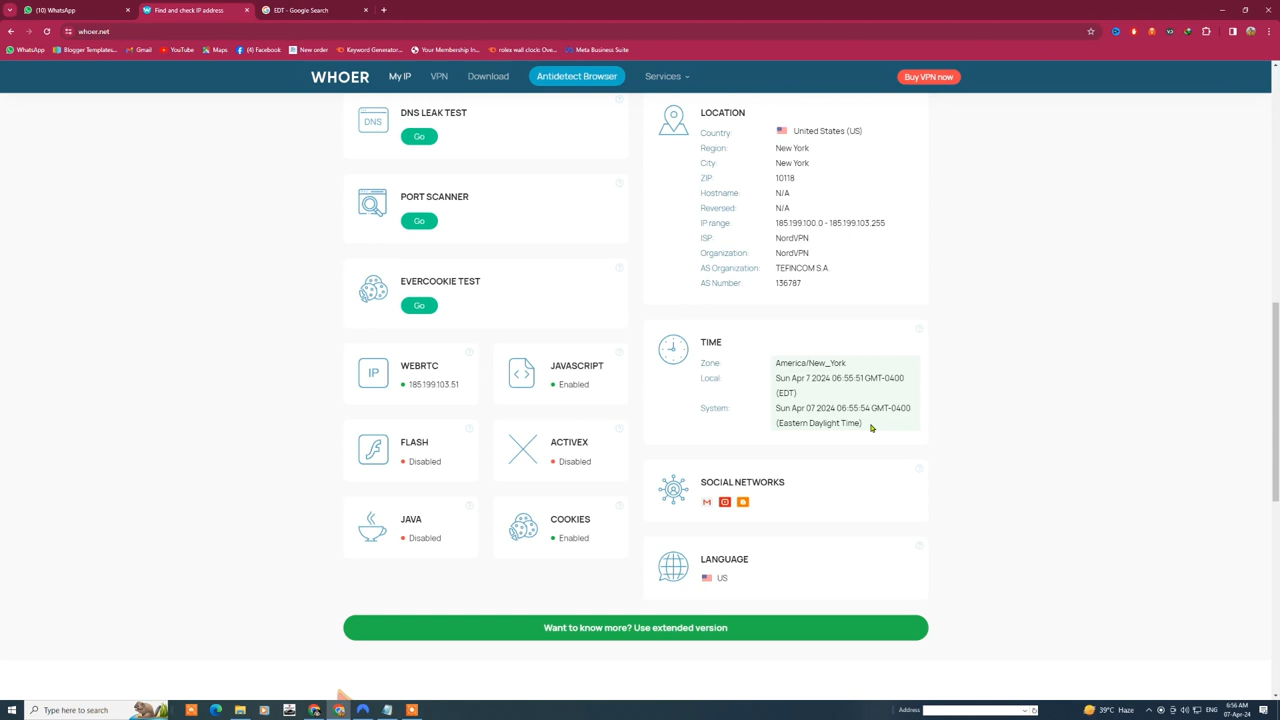 (10) WhatsApp
Find and check IP address
EDT - Google Search
whoer.net
WhatsApp
Blogger Templates...
Gmail
YouTube
Maps
(6) Facebook
New order
Keyword Generator...
Your Membership In...
rolex wall clock: Ove...
Meta Business Suite
WHOER
My IP
VPN
Download
Antidetect Browser
Services
Buy VPN now
DNS
DNS LEAK TEST
Go
PORT SCANNER
Go
EVERCOOKIE TEST
Go
IP
WEBRTC
185.199.103.51
JAVASCRIPT
Enabled
FLASH
Disabled
ACTIVEX
Disabled
JAVA
Disabled
COOKIES
Enabled
LOCATION
Country: United States (US)
Region: New York
City: New York
ZIP: 10118
Hostname: N/A
Reversed: N/A
IP range: 185.199.100.0 - 185.199.103.255
ISP: NordVPN
Organization: NordVPN
AS Organization: TEFINCOM S.A.
AS Number: 136787
TIME
Zone: America/New_York
Local: Sun Apr 7 2024 06:55:51 GMT-0400
(EDT)
System: Sun Apr 07 2024 06:55:54 GMT-0400
(Eastern Daylight Time)
SOCIAL NETWORKS
LANGUAGE
US
Want to know more? Use extended version
Type here to search
Address
39°C Haze
ENG
6:56 AM
07-Apr-24